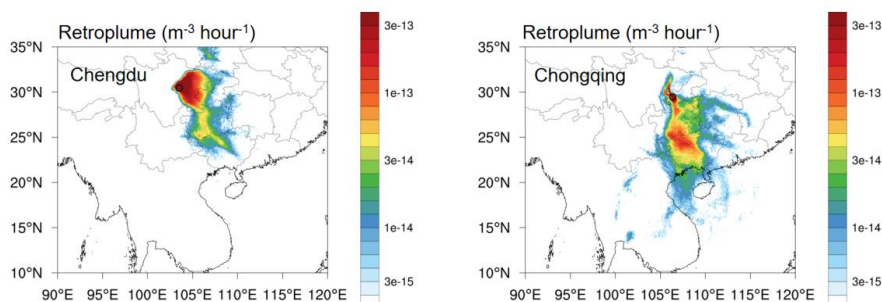 Retroplume (m-3 hour-1)
Chengdu
35°N
30°N
25°N
20°N
15°N
10°N
90°E 95°E 100°E 105°E 110°E 115°E 120°E
3e-13
1e-13
3e-14
1e-14
3e-15
Retroplume (m-3 hour-1)
Chongqing
35°N
30°N
25°N
20°N
15°N
10°N
90°E 95°E 100°E 105°E 110°E 115°E 120°E
3e-13
1e-13
3e-14
1e-14
3e-15